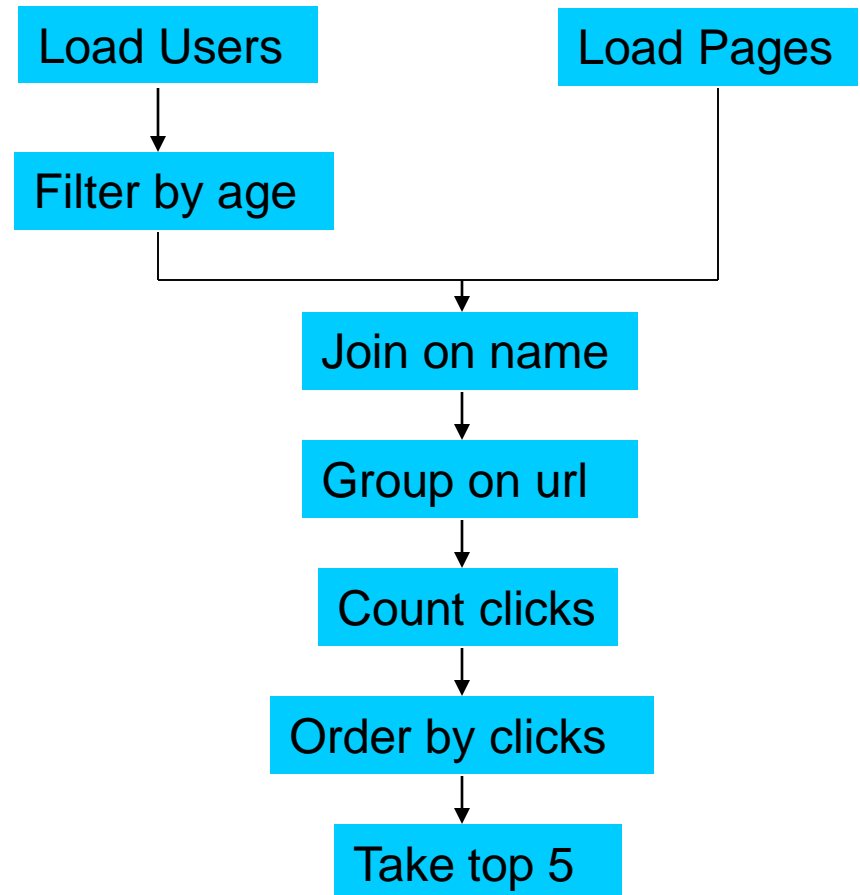 Load Users
Load Pages
Filter by age
Join on name
Group on url
Count clicks
Order by clicks
Take top 5